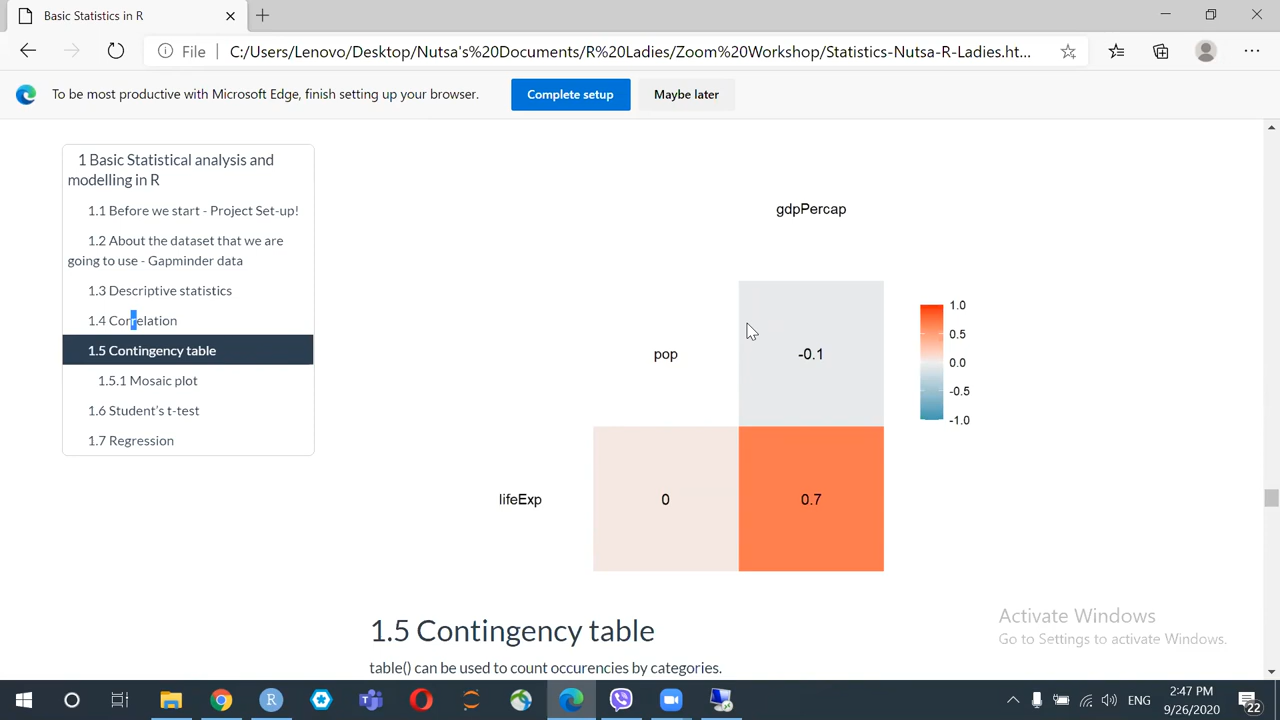 Basic Statistics in R
File
C:/Users/Lenovo/Desktop/Nutsa's%20Documents/R%20Ladies/Zoom%20Workshop/Statistics-Nutsa-R-Ladies.ht...
To be most productive with Microsoft Edge, finish setting up your browser.
Complete setup
Maybe later
1 Basic Statistical analysis and
modelling in R
1.1 Before we start - Project Set-up!
1.2 About the dataset that we are
going to use - Gapminder data
1.3 Descriptive statistics
1.4 Correlation
1.5 Contingency table
1.5.1 Mosaic plot
1.6 Student's t-test
1.7 Regression
gdpPercap
pop
-0.1
lifeExp
0
0.7
1.0
0.5
0.0
-0.5
-1.0
1.5 Contingency table
table() can be used to count occurencies by categories.
Activate Windows
Go to Settings to activate Windows.
ENG
2:47 PM
9/26/2020
22